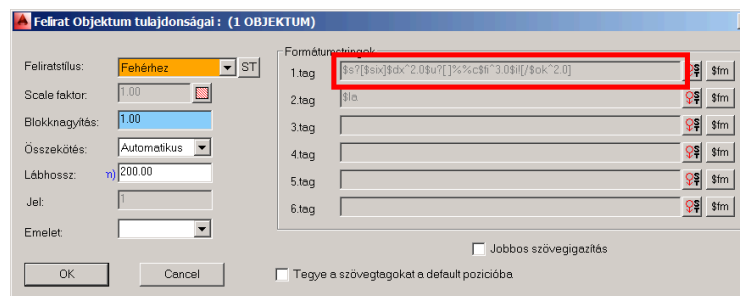 Felirat Objektum tulajdonságai : (1 OBJEKTUM)
Formátumstringek
Feliratstílus: Fehérhez ST
1.tag $s?[$six]$dx^2.0$u?[ ]%%c$fi^3.0$il[/$ok^2.0] $fm
Scale faktor: 1.00
2.tag $la $fm
Blokknagyítás: 1.00
3.tag $fm
Összekötés: Automatikus
4.tag $fm
Lábhossz: n) 200.00
5.tag $fm
Jel: 1
6.tag $fm
Emelet:
Jobbos szövegigazítás
OK Cancel
Tegye a szövegtagokat a default pozicióba